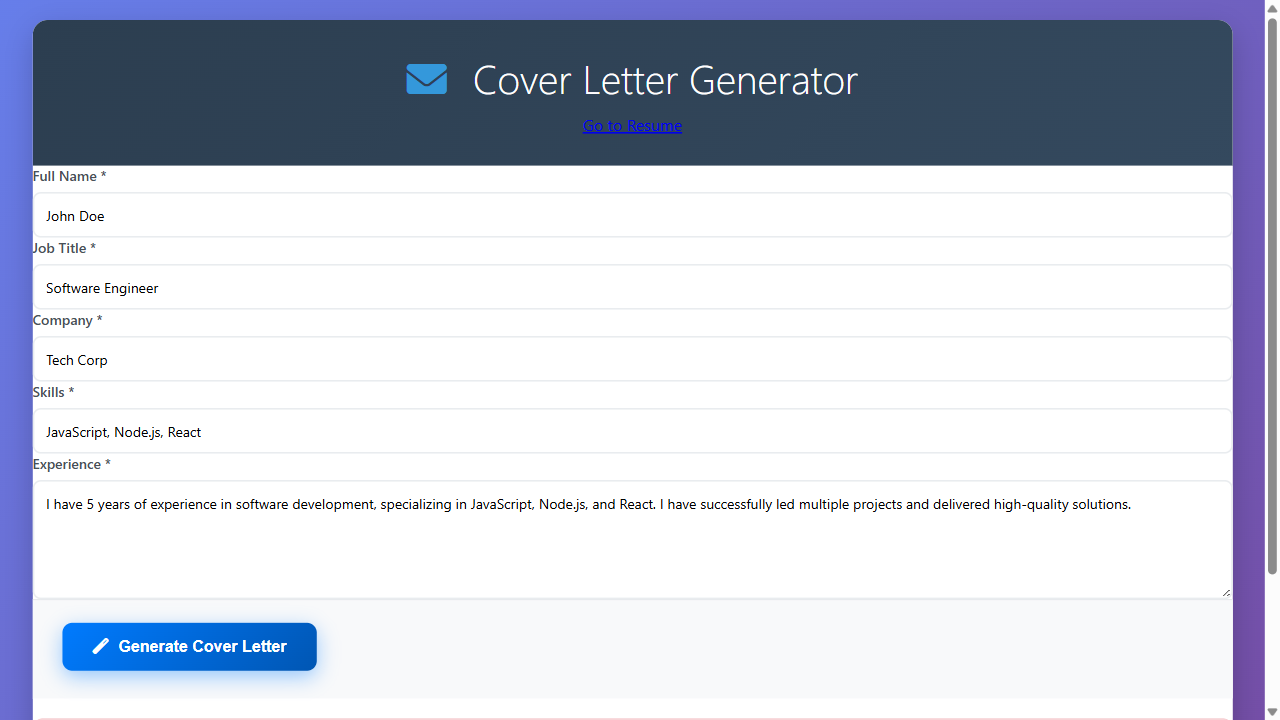 Cover Letter Generator
Go to Resume
Full Name *
John Doe
Job Title *
Software Engineer
Company *
Tech Corp
Skills *
JavaScript, Node.js, React
Experience *
I have 5 years of experience in software development, specializing in JavaScript, Node.js, and React. I have successfully led multiple projects and delivered high-quality solutions.
Generate Cover Letter